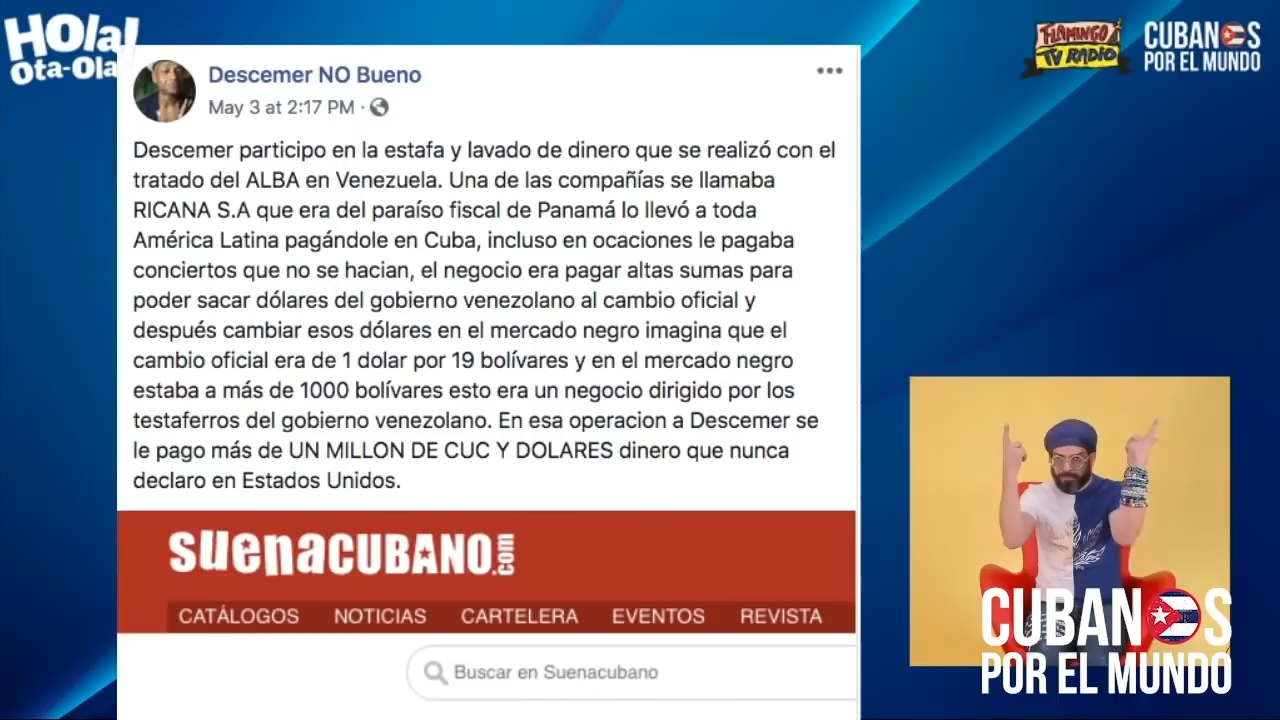 HOla!
Ota-Ola
FLAMINGO
TV RADIO
CUBANOS
POR EL MUNDO
Descemer NO Bueno
May 3 at 2:17 PM ·
Descemer participo en la estafa y lavado de dinero que se realizó con el
tratado del ALBA en Venezuela. Una de las compañías se llamaba
RICANA S.A que era del paraíso fiscal de Panamá lo llevó a toda
América Latina pagándole en Cuba, incluso en ocaciones le pagaba
conciertos que no se hacian, el negocio era pagar altas sumas para
poder sacar dólares del gobierno venezolano al cambio oficial y
después cambiar esos dólares en el mercado negro imagina que el
cambio oficial era de 1 dolar por 19 bolívares y en el mercado negro
estaba a más de 1000 bolívares esto era un negocio dirigido por los
testaferros del gobierno venezolano. En esa operacion a Descemer se
le pago más de UN MILLON DE CUC Y DOLARES dinero que nunca
declaro en Estados Unidos.
suenacubano.com
CATÁLOGOS NOTICIAS CARTELERA EVENTOS REVISTA
Buscar en Suenacubano
CUBANOS
POR EL MUNDO